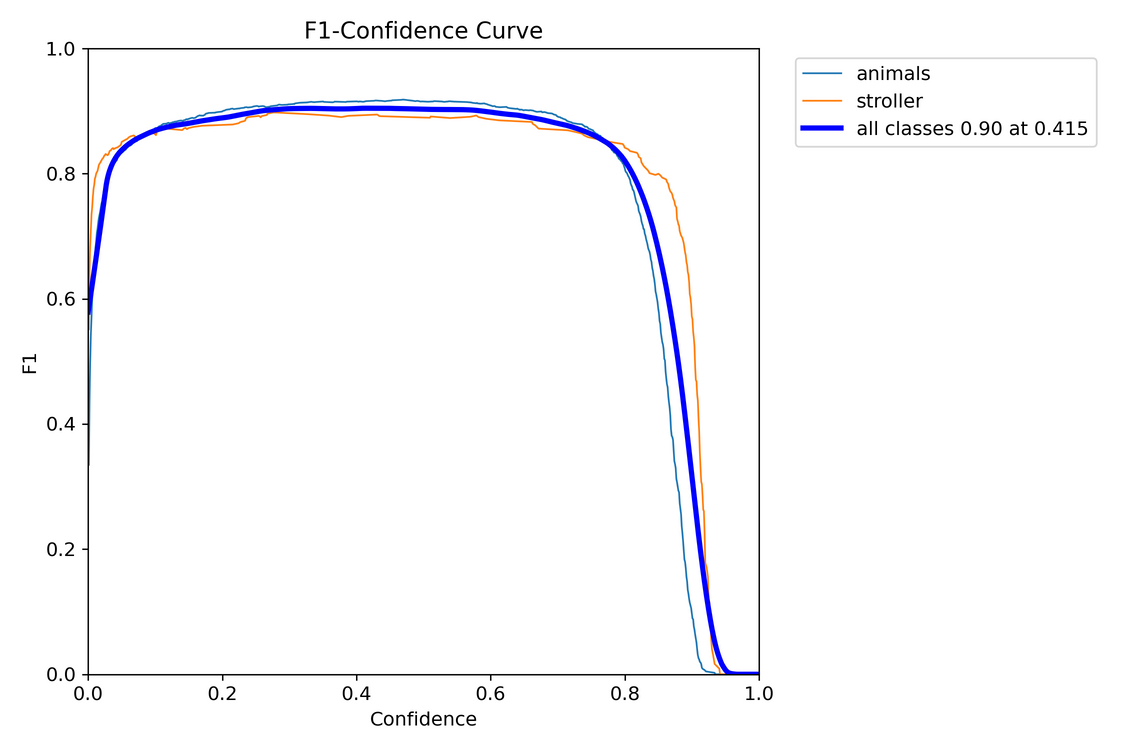 F1-Confidence Curve
1.0
0.8
0.6
0.4
0.2
0.0
F1
0.0 0.2 0.4 0.6 0.8 1.0
Confidence
animals
stroller
all classes 0.90 at 0.415